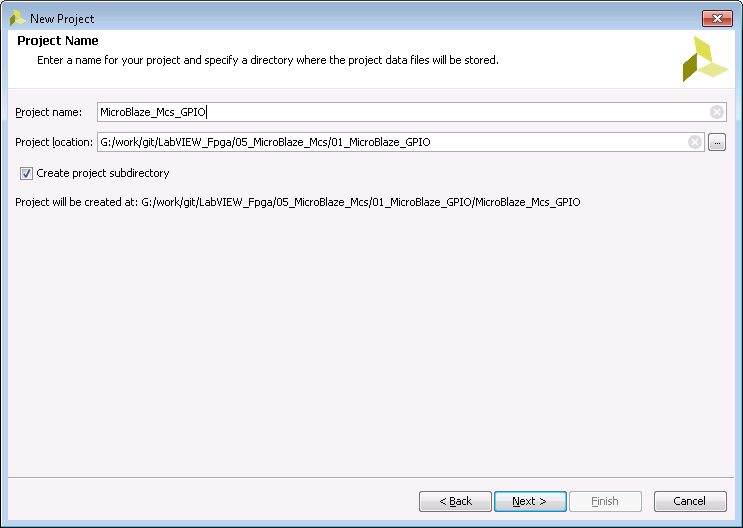 New Project
Project Name
Enter a name for your project and specify a directory where the project data files will be stored.
Project name: MicroBlaze_Mcs_GPIO
Project location: G:/work/git/LabVIEW_Fpga/05_MicroBlaze_Mcs/01_MicroBlaze_GPIO ...
Create project subdirectory
Project will be created at: G:/work/git/LabVIEW_Fpga/05_MicroBlaze_Mcs/01_MicroBlaze_GPIO/MicroBlaze_Mcs_GPIO
< Back Next > Finish Cancel